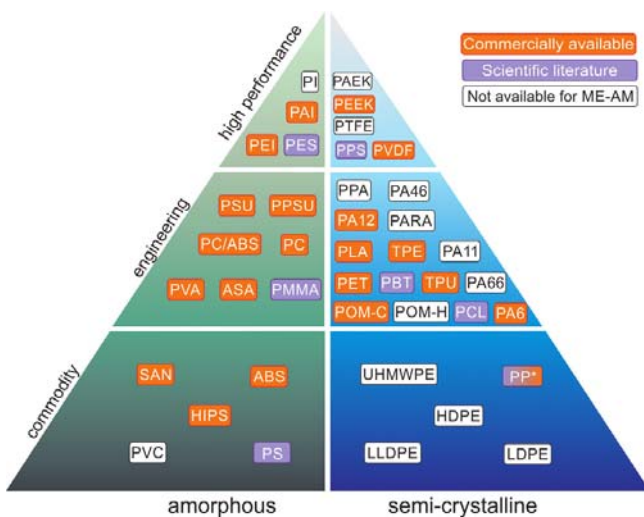 Commercially available
Scientific literature
Not available for ME-AM
high performance
PI
PAEK
PAI
PEEK
PTFE
PEI PES
PPS PVDF
engineering
PSU PPSU
PPA PA46
PA12 PARA
PC/ABS PC
PLA TPE PA11
PVA ASA PMMA
PET PBT TPU PA66
POM-C POM-H PCL PA6
commodity
SAN ABS
UHMWPE PP*
HIPS
HDPE
PVC PS
LLDPE LDPE
amorphous
semi-crystalline